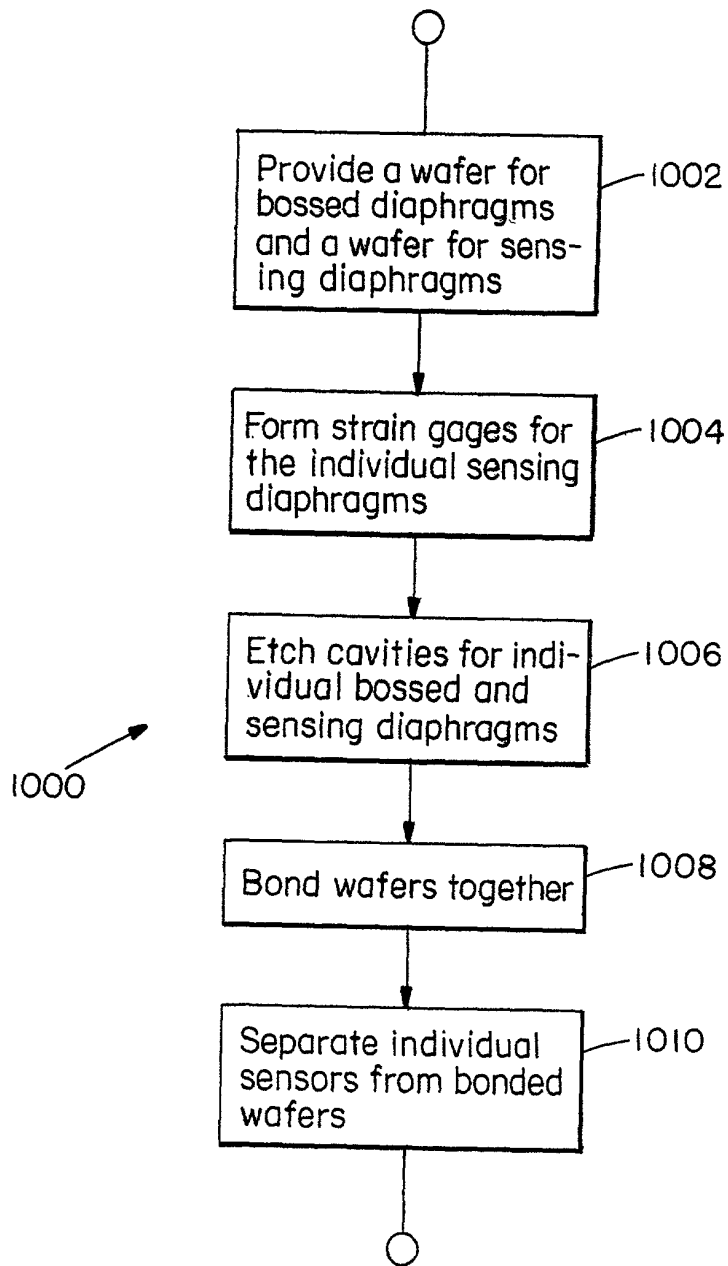 Provide a wafer for
bossed diaphragms
and a wafer for sens-
ing diaphragms
1002
Form strain gages for
the individual sensing
diaphragms
1004
Etch cavities for indi-
vidual bossed and
sensing diaphragms
1006
1000
Bond wafers together
1008
Separate individual
sensors from bonded
wafers
1010